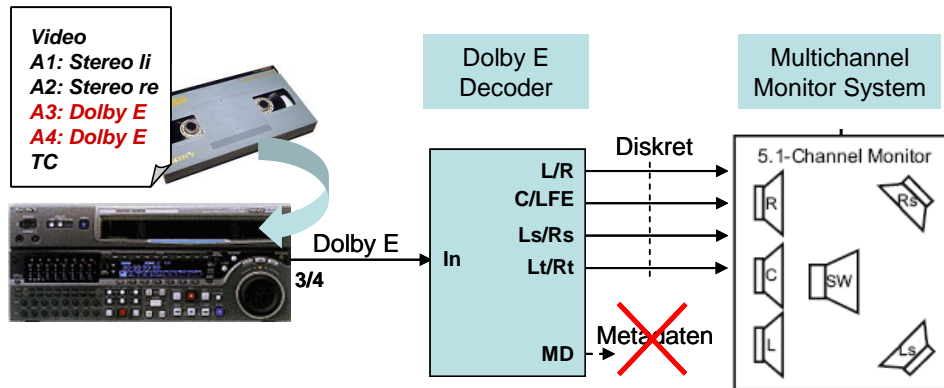 Video
A1: Stereo li
A2: Stereo re
A3: Dolby E
A4: Dolby E
TC
Dolby E
Decoder
Multichannel
Monitor System
Dolby E
3/4
In
L/R
C/LFE
Ls/Rs
Lt/Rt
MD
Diskret
Metadaten
5.1-Channel Monitor
R
Rs
C
SW
L
Ls
SONY